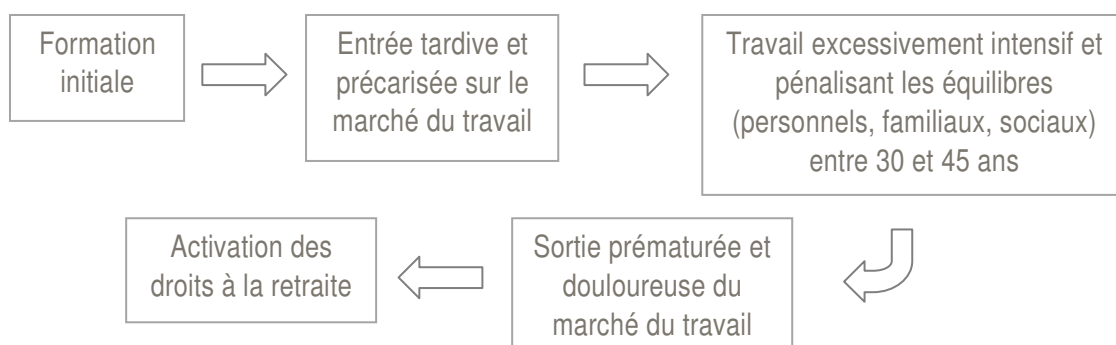 Formation
initiale
Entrée tardive et
précarisée sur le
marché du travail
Travail excessivement intensif et
pénalisant les équilibres
(personnels, familiaux, sociaux)
entre 30 et 45 ans
Sortie prématurée et
douloureuse du
marché du travail
Activation des
droits à la retraite